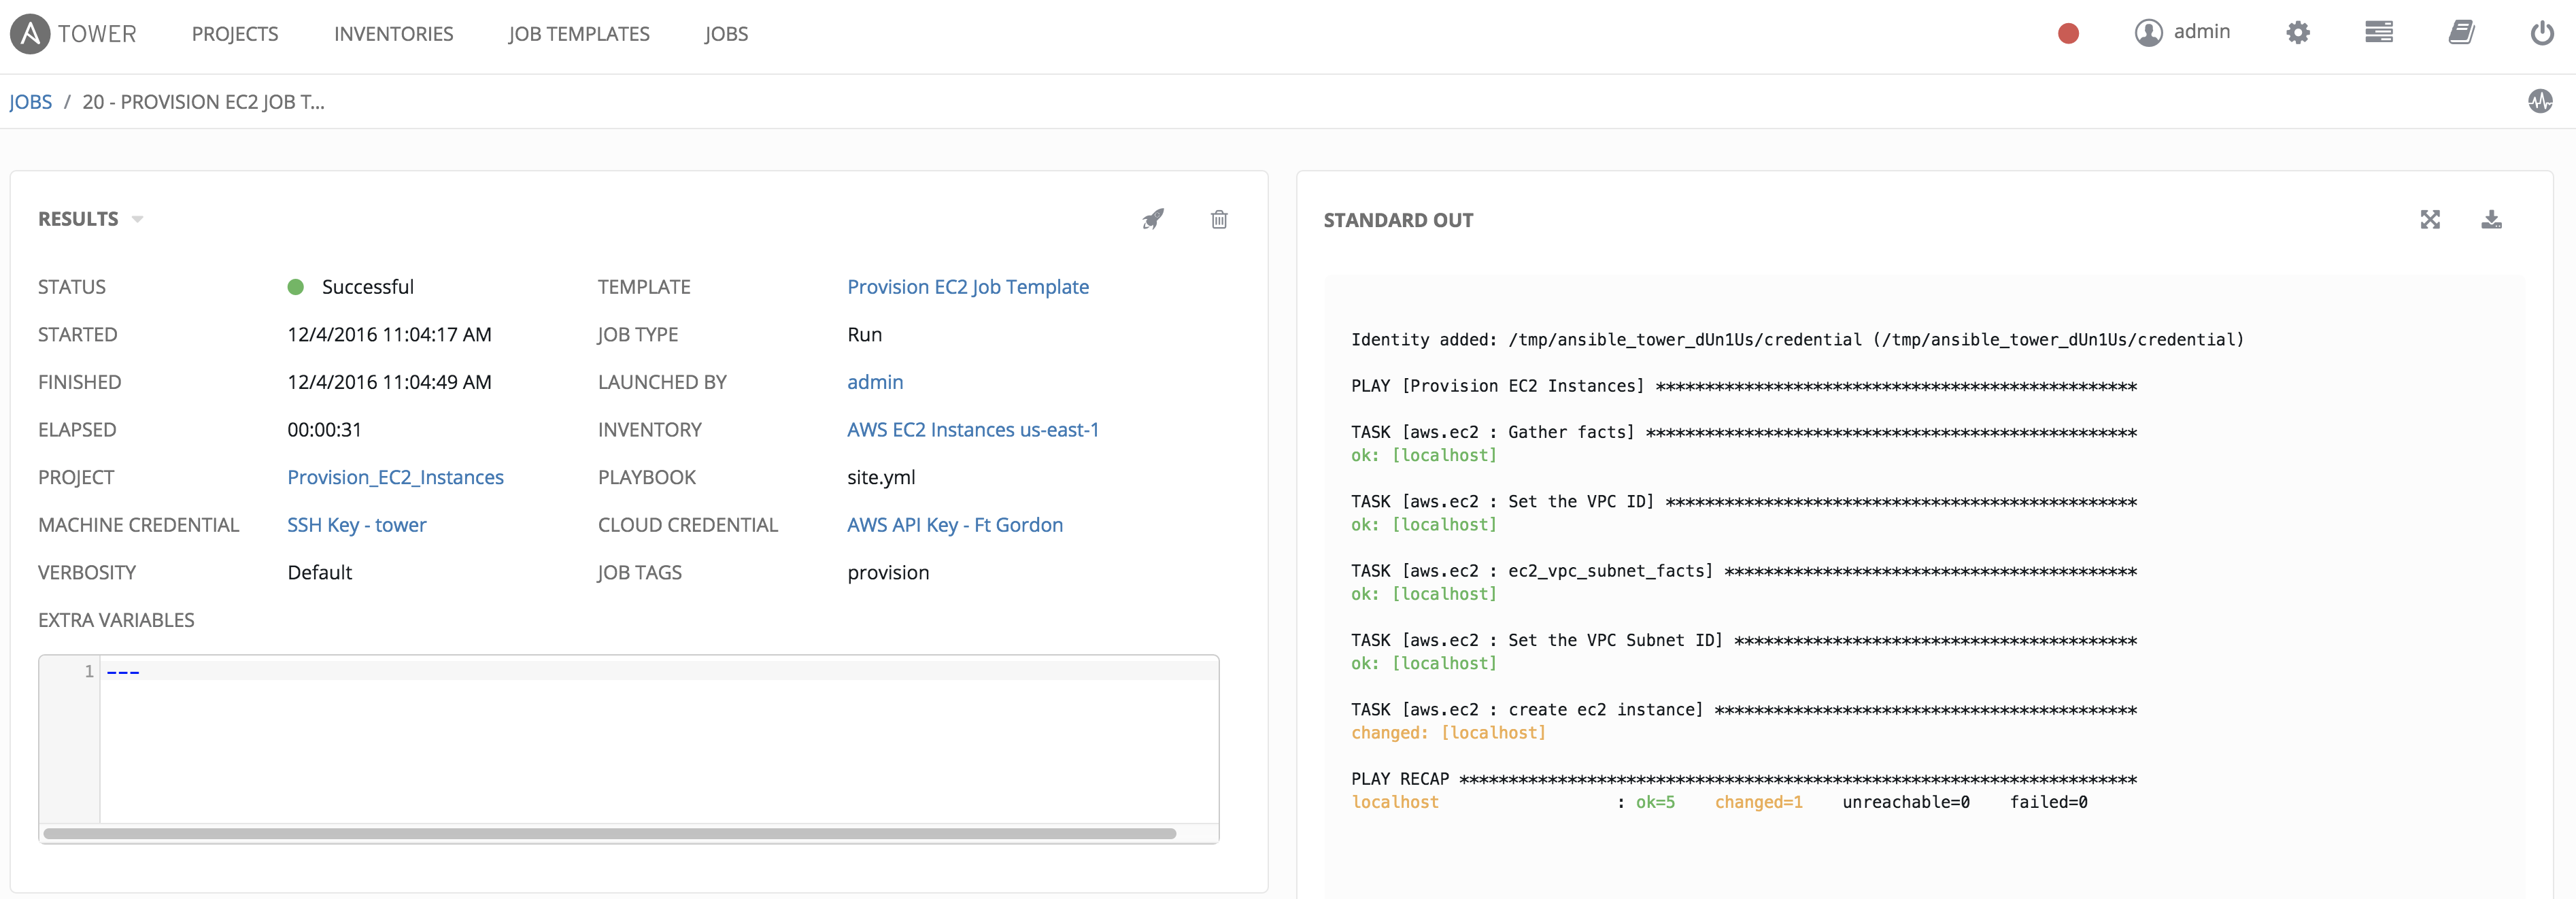 TOWER PROJECTS INVENTORIES JOB TEMPLATES JOBS admin
JOBS / 20 - PROVISION EC2 JOB T...
RESULTS
STATUS Successful TEMPLATE Provision EC2 Job Template
STARTED 12/4/2016 11:04:17 AM JOB TYPE Run
FINISHED 12/4/2016 11:04:49 AM LAUNCHED BY admin
ELAPSED 00:00:31 INVENTORY AWS EC2 Instances us-east-1
PROJECT Provision_EC2_Instances PLAYBOOK site.yml
MACHINE CREDENTIAL SSH Key - tower CLOUD CREDENTIAL AWS API Key - Ft Gordon
VERBOSITY Default JOB TAGS provision
EXTRA VARIABLES
1 ---
STANDARD OUT
Identity added: /tmp/ansible_tower_dUn1Us/credential (/tmp/ansible_tower_dUn1Us/credential)
PLAY [Provision EC2 Instances] *************************************************
TASK [aws.ec2 : Gather facts] **************************************************
ok: [localhost]
TASK [aws.ec2 : Set the VPC ID] ************************************************
ok: [localhost]
TASK [aws.ec2 : ec2_vpc_subnet_facts] ******************************************
ok: [localhost]
TASK [aws.ec2 : Set the VPC Subnet ID] *****************************************
ok: [localhost]
TASK [aws.ec2 : create ec2 instance] *******************************************
changed: [localhost]
PLAY RECAP *********************************************************************
localhost : ok=5 changed=1 unreachable=0 failed=0